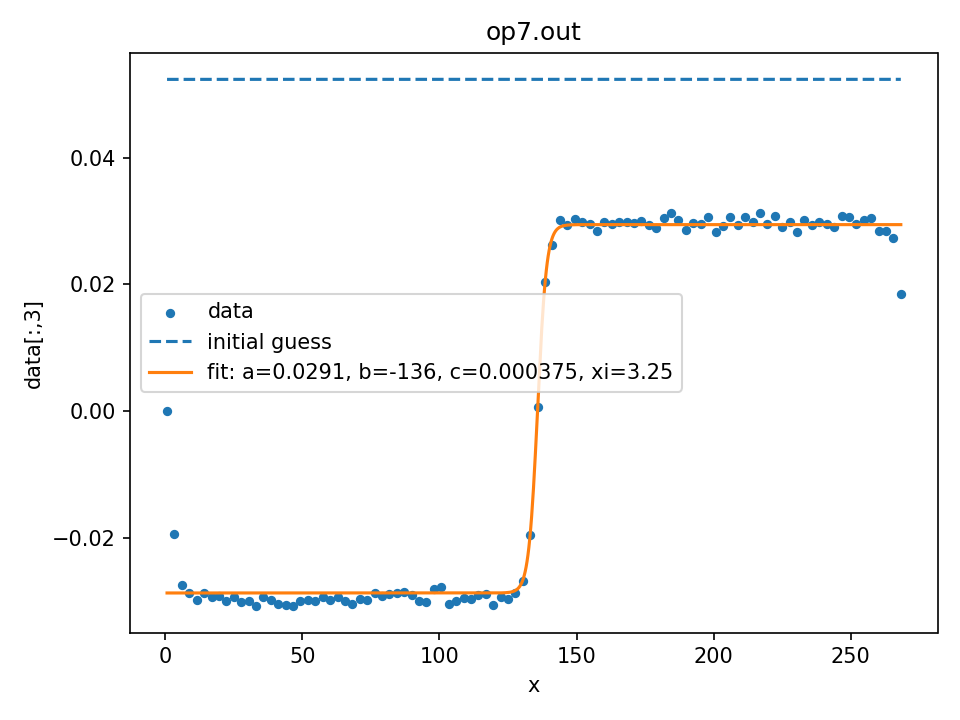 op7.out
data[:,3]
0.04
0.02
0.00
−0.02
data
initial guess
fit: a=0.0291, b=-136, c=0.000375, xi=3.25
0 50 100 150 200 250
x